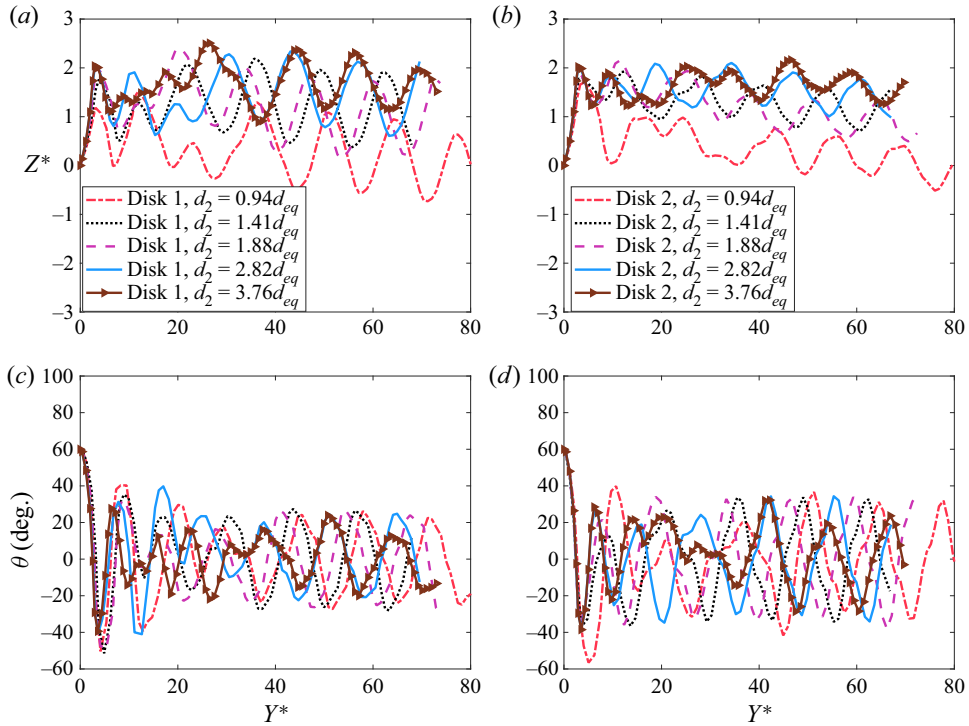 (a)
3
2
1
0
–1
–2
–3
Z*
Disk 1, d2 = 0.94deq
Disk 1, d2 = 1.41deq
Disk 1, d2 = 1.88deq
Disk 1, d2 = 2.82deq
Disk 1, d2 = 3.76deq
0 20 40 60 80
(b)
3
2
1
0
–1
–2
–3
Disk 2, d2 = 0.94deq
Disk 2, d2 = 1.41deq
Disk 2, d2 = 1.88deq
Disk 2, d2 = 2.82deq
Disk 2, d2 = 3.76deq
0 20 40 60 80
(c)
100
80
60
40
20
0
–20
–40
–60
θ (deg.)
0 20 40 60 80
Y*
(d)
100
80
60
40
20
0
–20
–40
–60
0 20 40 60 80
Y*